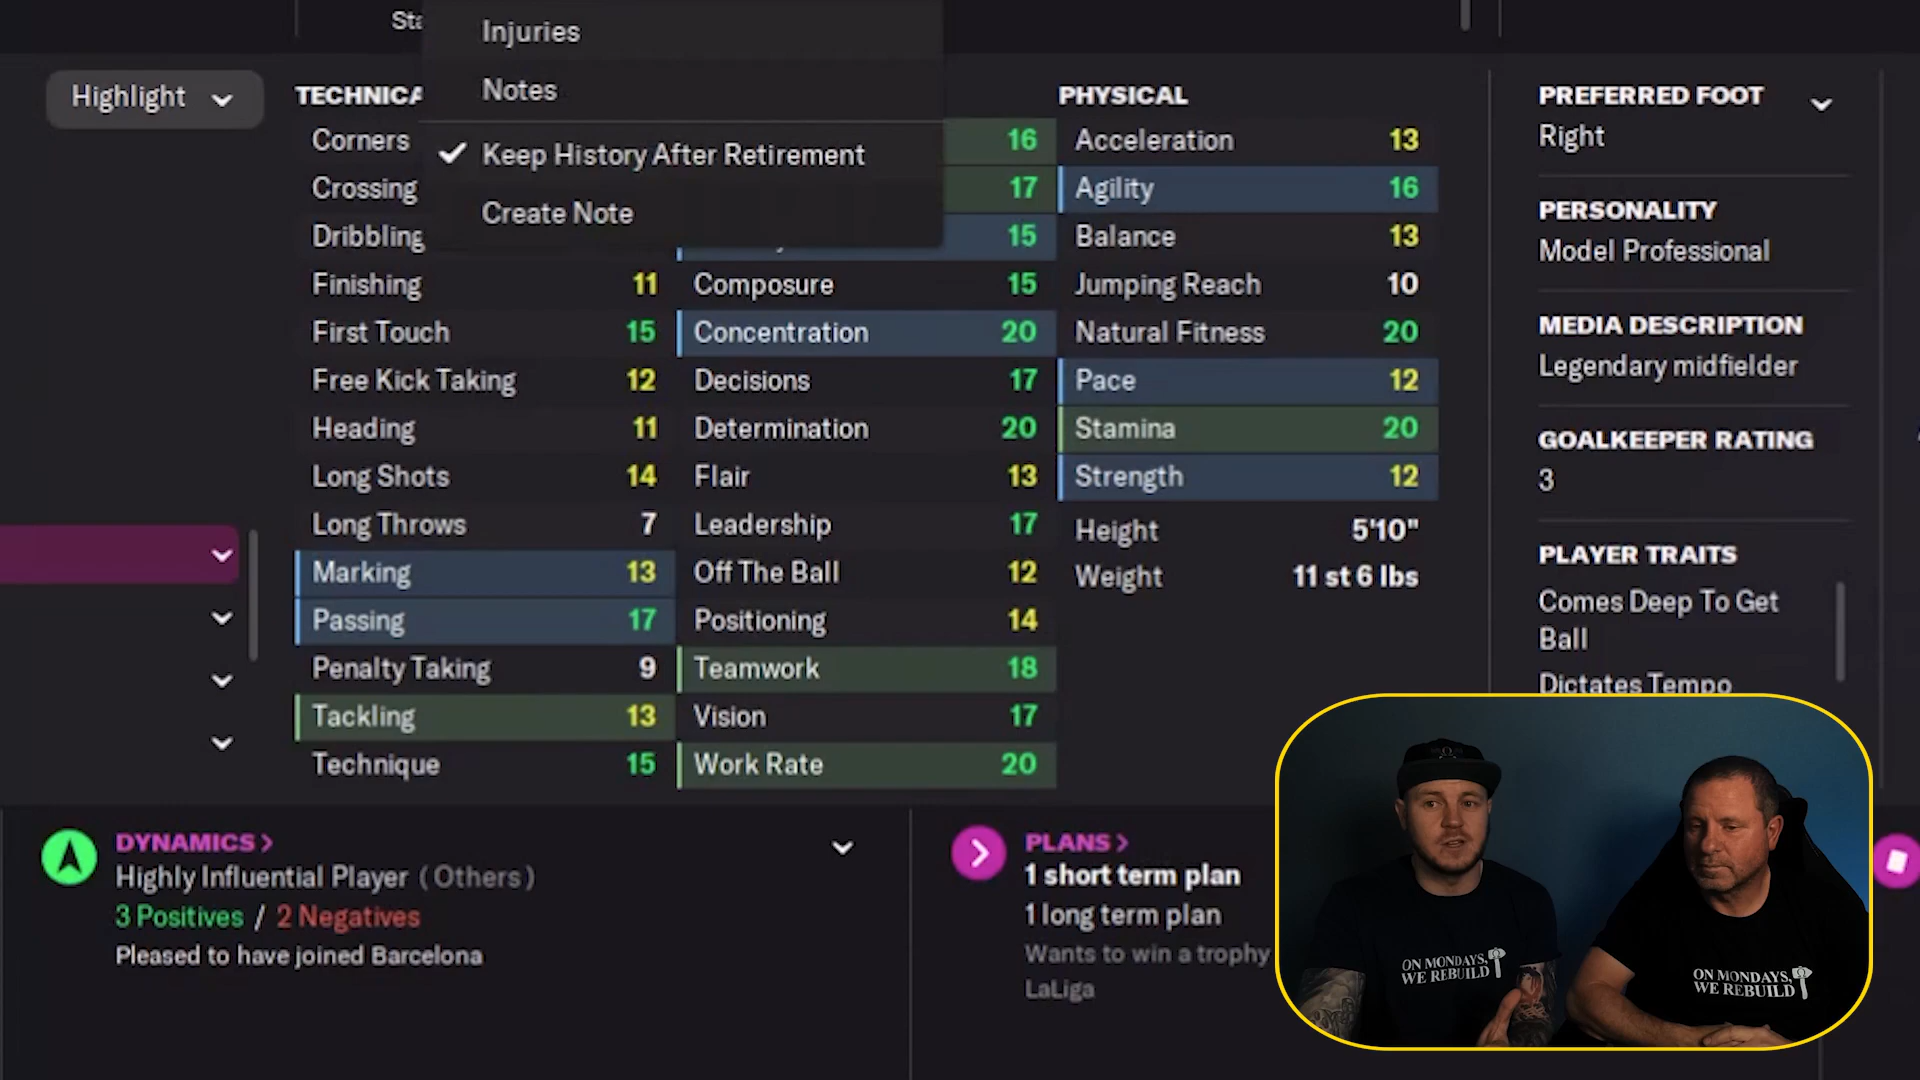 Injuries
Notes
Keep History After Retirement
Create Note
Highlight
TECHNICA
Corners
Crossing
Dribbling
Finishing 11
First Touch 15
Free Kick Taking 12
Heading 11
Long Shots 14
Long Throws 7
Marking 13
Passing 17
Penalty Taking 9
Tackling 13
Technique 15
16
17
15
Composure 15
Concentration 20
Decisions 17
Determination 20
Flair 13
Leadership 17
Off The Ball 12
Positioning 14
Teamwork 18
Vision 17
Work Rate 20
PHYSICAL
Acceleration 13
Agility 16
Balance 13
Jumping Reach 10
Natural Fitness 20
Pace 12
Stamina 20
Strength 12
Height 5'10"
Weight 11 st 6 lbs
PREFERRED FOOT
Right
PERSONALITY
Model Professional
MEDIA DESCRIPTION
Legendary midfielder
GOALKEEPER RATING
3
PLAYER TRAITS
Comes Deep To Get
Ball
Dictates Tempo
DYNAMICS >
Highly Influential Player (Others)
3 Positives / 2 Negatives
Pleased to have joined Barcelona
PLANS >
1 short term plan
1 long term plan
Wants to win a trophy
LaLiga
ON MONDAYS,
WE REBUILD
ON MONDAYS,
WE REBUILD